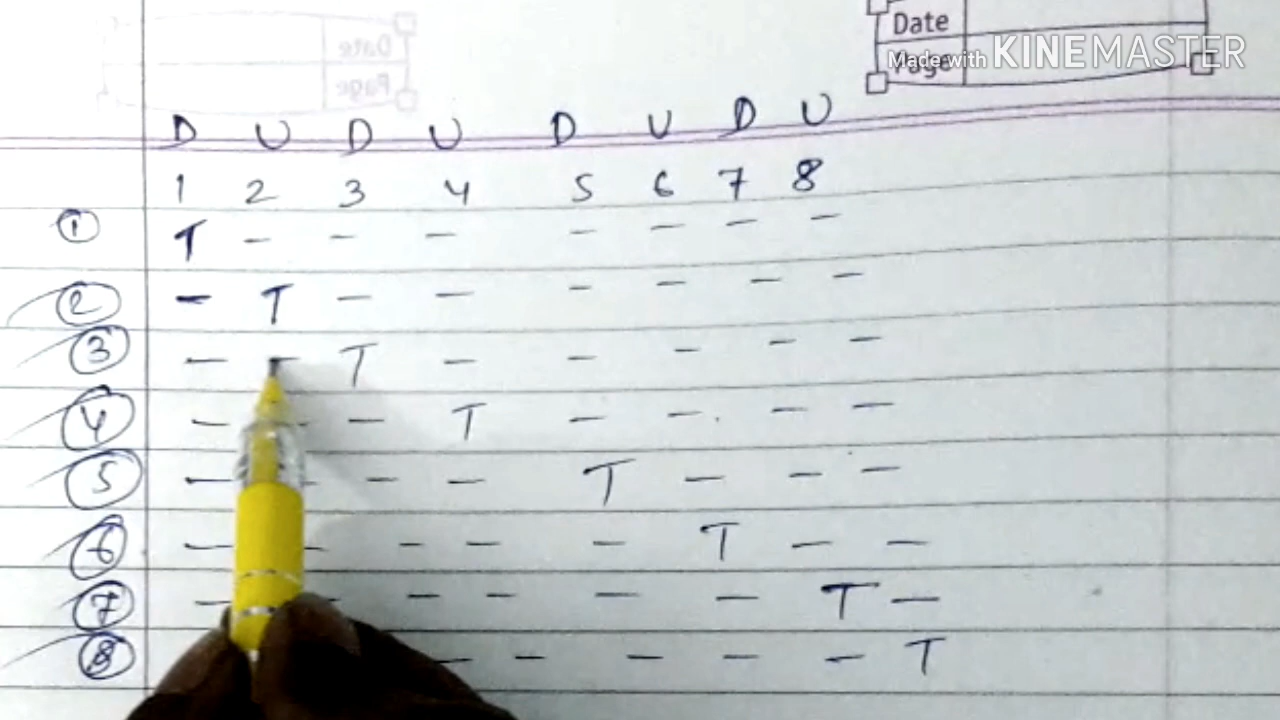 Date
Page
Made with KINEMASTER
Date
Page
D U D U D U D U
1 2 3 4 5 6 7 8
① T - - - - - - -
② - T - - - - - -
③ - - T - - - - -
④ - - - T - - - -
⑤ - - - - T - - -
⑥ - - - - - T - -
⑦ - - - - - - T -
⑧ - - - - - T